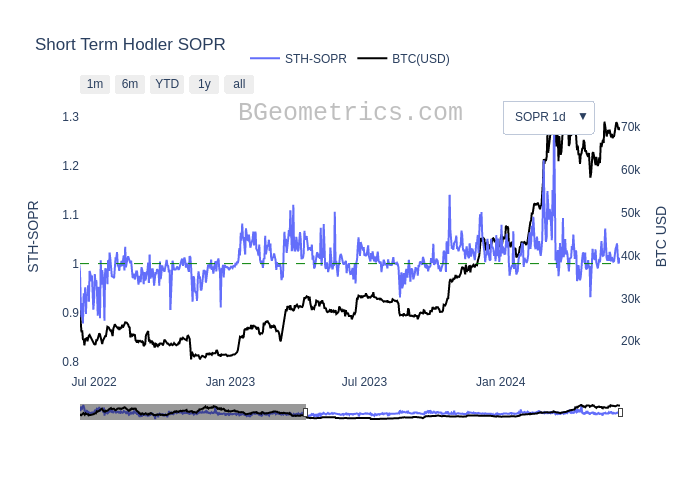 Short Term Hodler SOPR
STH-SOPR BTC(USD)
1m 6m YTD 1y all
BGeometrics.com
SOPR 1d ▼
1.3
1.2
1.1
1
0.9
0.8
STH-SOPR
70k
60k
50k
40k
30k
20k
BTC USD
Jul 2022 Jan 2023 Jul 2023 Jan 2024